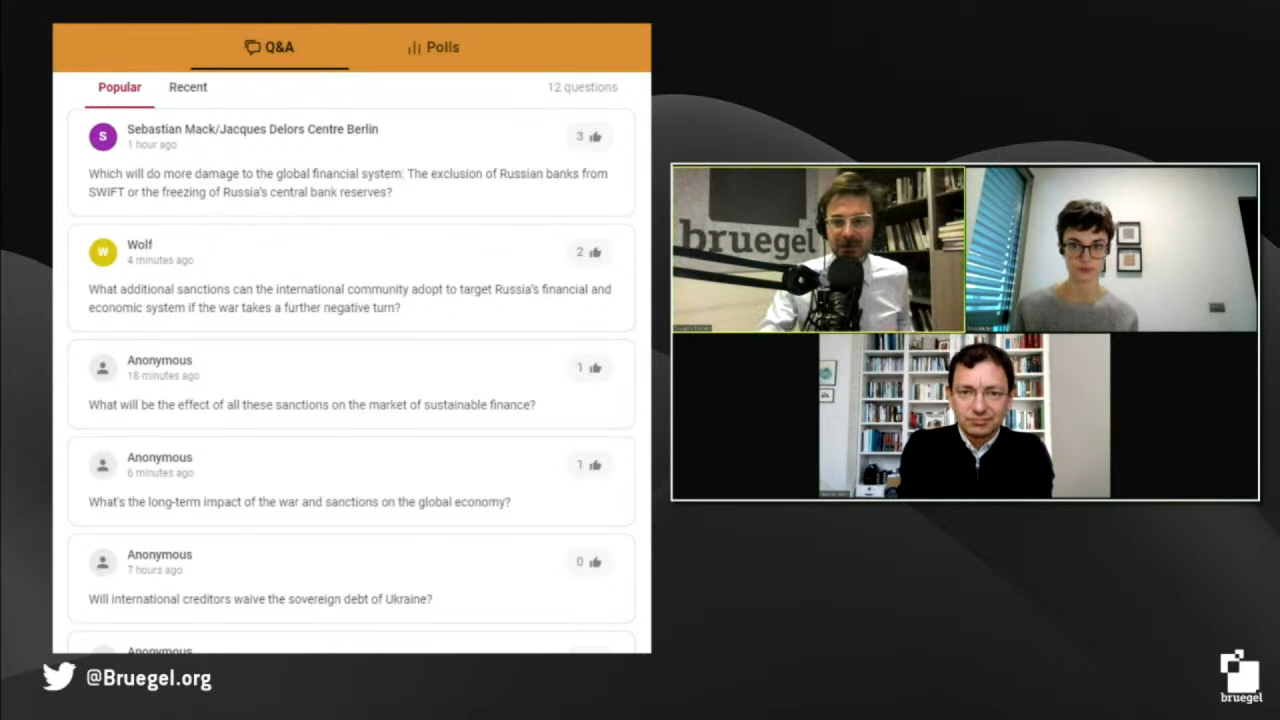 Q&A
Polls
Popular
Recent
12 questions
S
Sebastian Mack/Jacques Delors Centre Berlin
1 hour ago
3
Which will do more damage to the global financial system: The exclusion of Russian banks from
SWIFT or the freezing of Russia's central bank reserves?
W
Wolf
4 minutes ago
2
What additional sanctions can the international community adopt to target Russia's financial and
economic system if the war takes a further negative turn?
Anonymous
18 minutes ago
1
What will be the effect of all these sanctions on the market of sustainable finance?
Anonymous
6 minutes ago
1
What's the long-term impact of the war and sanctions on the global economy?
Anonymous
7 hours ago
0
Will international creditors waive the sovereign debt of Ukraine?
Anonymous
bruegel
@Bruegel.org
bruegel